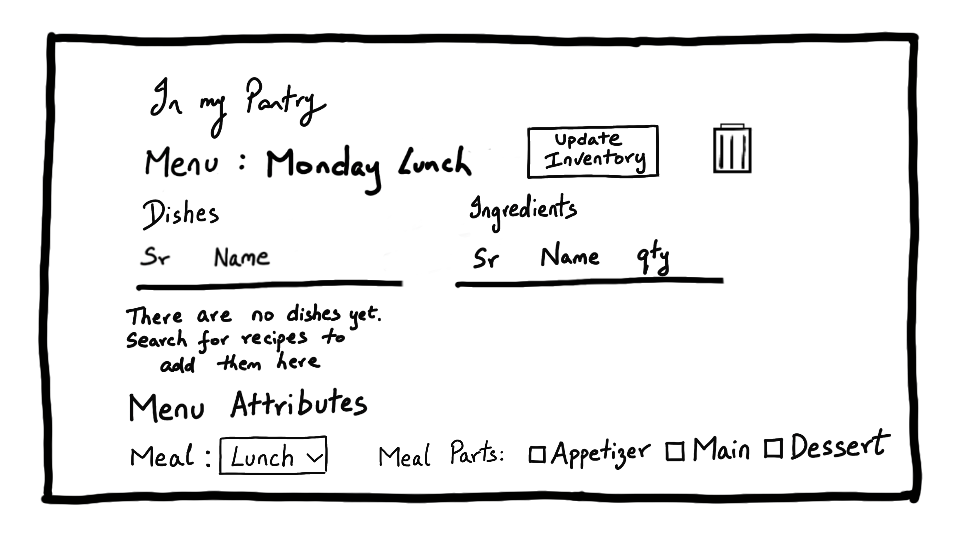 In my Pantry
Menu : Monday Lunch
Update
Inventory
Dishes
Ingredients
Sr Name
Sr Name qty
There are no dishes yet.
Search for recipes to
add them here
Menu Attributes
Meal : Lunch Meal Parts: Appetizer Main Dessert